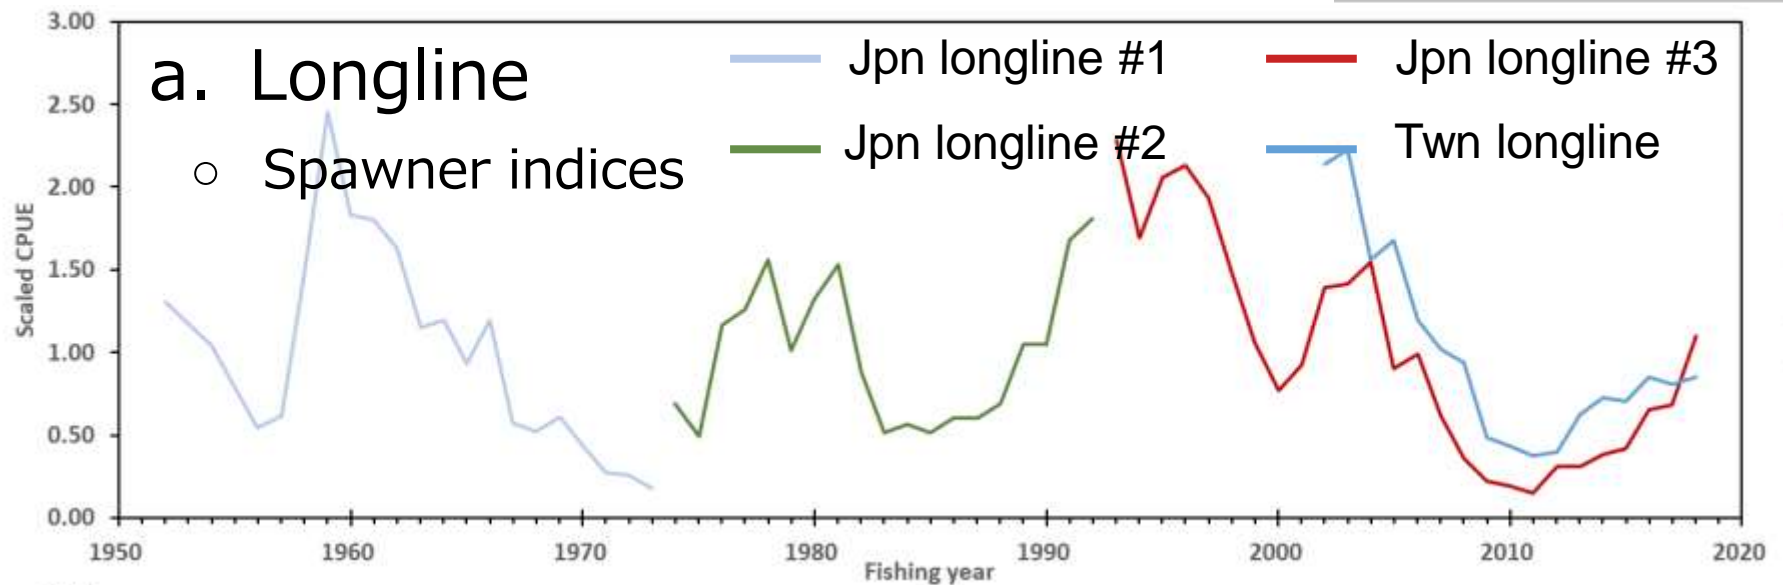 3.00
a. Longline
Jpn longline #1
Jpn longline #3
2.50
Spawner indices
Jpn longline #2
Twn longline
2.00
1.50
1.00
0.50
0.00
Scaled CPUE
1950 1960 1970 1980 1990 2000 2010 2020
Fishing year